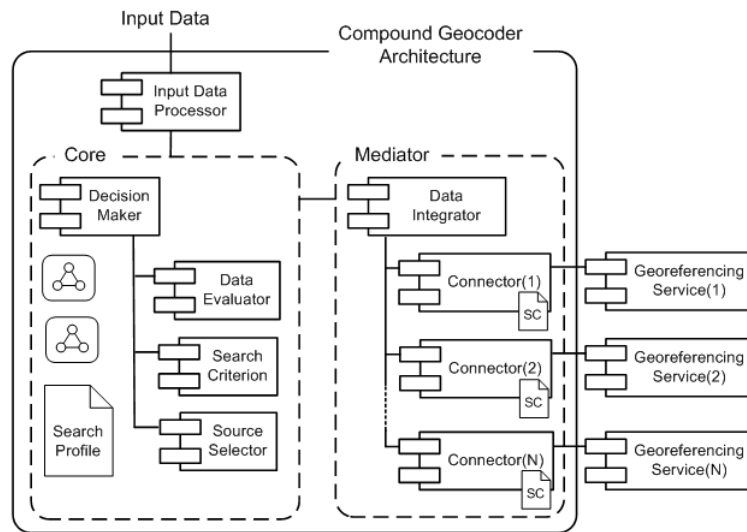 Input Data
Compound Geocoder
Architecture
Input Data
Processor
Core
Mediator
Decision
Maker
Data
Integrator
Data
Evaluator
Connector(1)
SC
Georeferencing
Service(1)
Search
Criterion
Connector(2)
SC
Georeferencing
Service(2)
Search
Profile
Source
Selector
Connector(N)
SC
Georeferencing
Service(N)